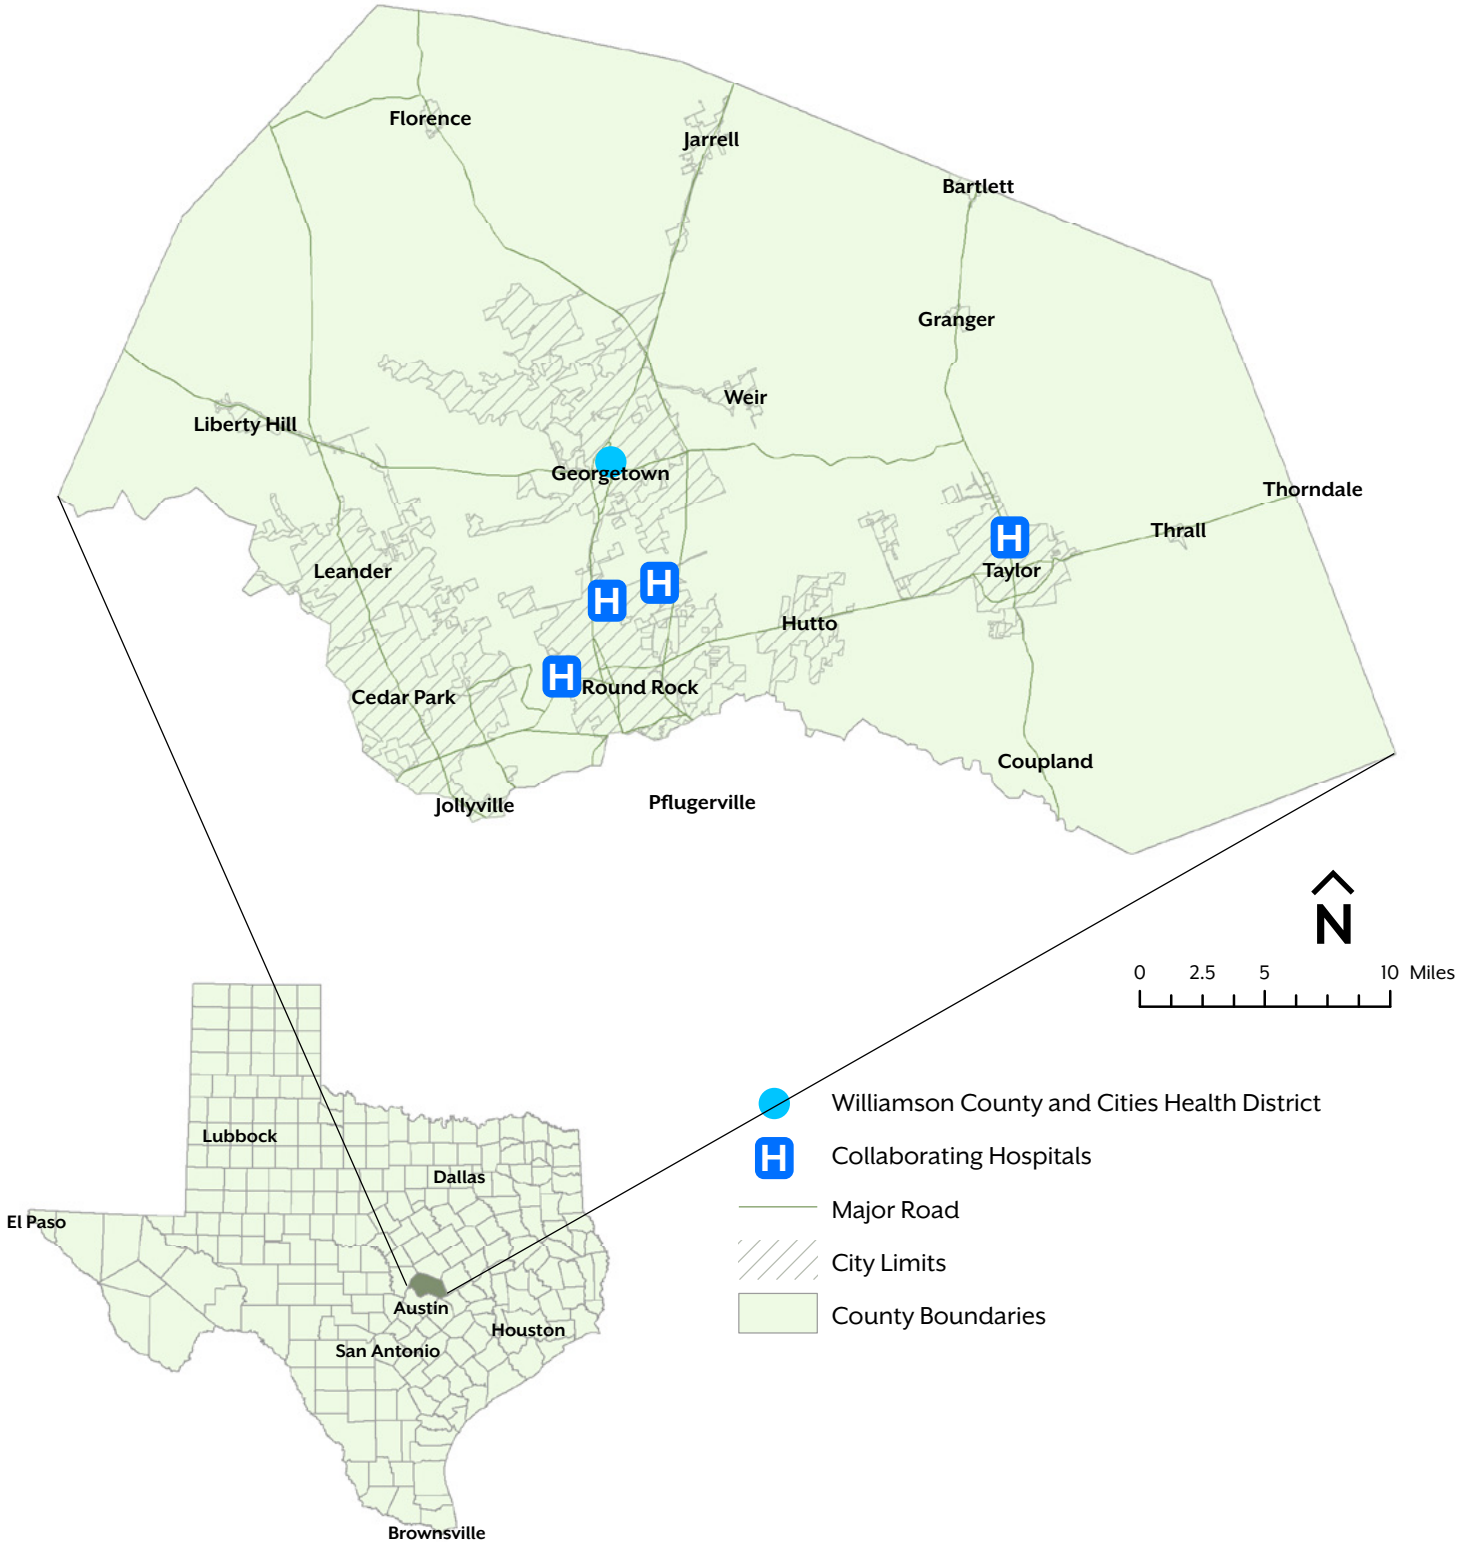 Florence
Jarrell
Bartlett
Granger
Weir
Liberty Hill
Georgetown
Thorndale
Thrall
H
Taylor
Leander
H
H
Hutto
H
Round Rock
Cedar Park
Coupland
Jollyville
Pflugerville
N
0 2.5 5 10 Miles
Williamson County and Cities Health District
H Collaborating Hospitals
Major Road
City Limits
County Boundaries
Lubbock
Dallas
El Paso
Austin
Houston
San Antonio
Brownsville